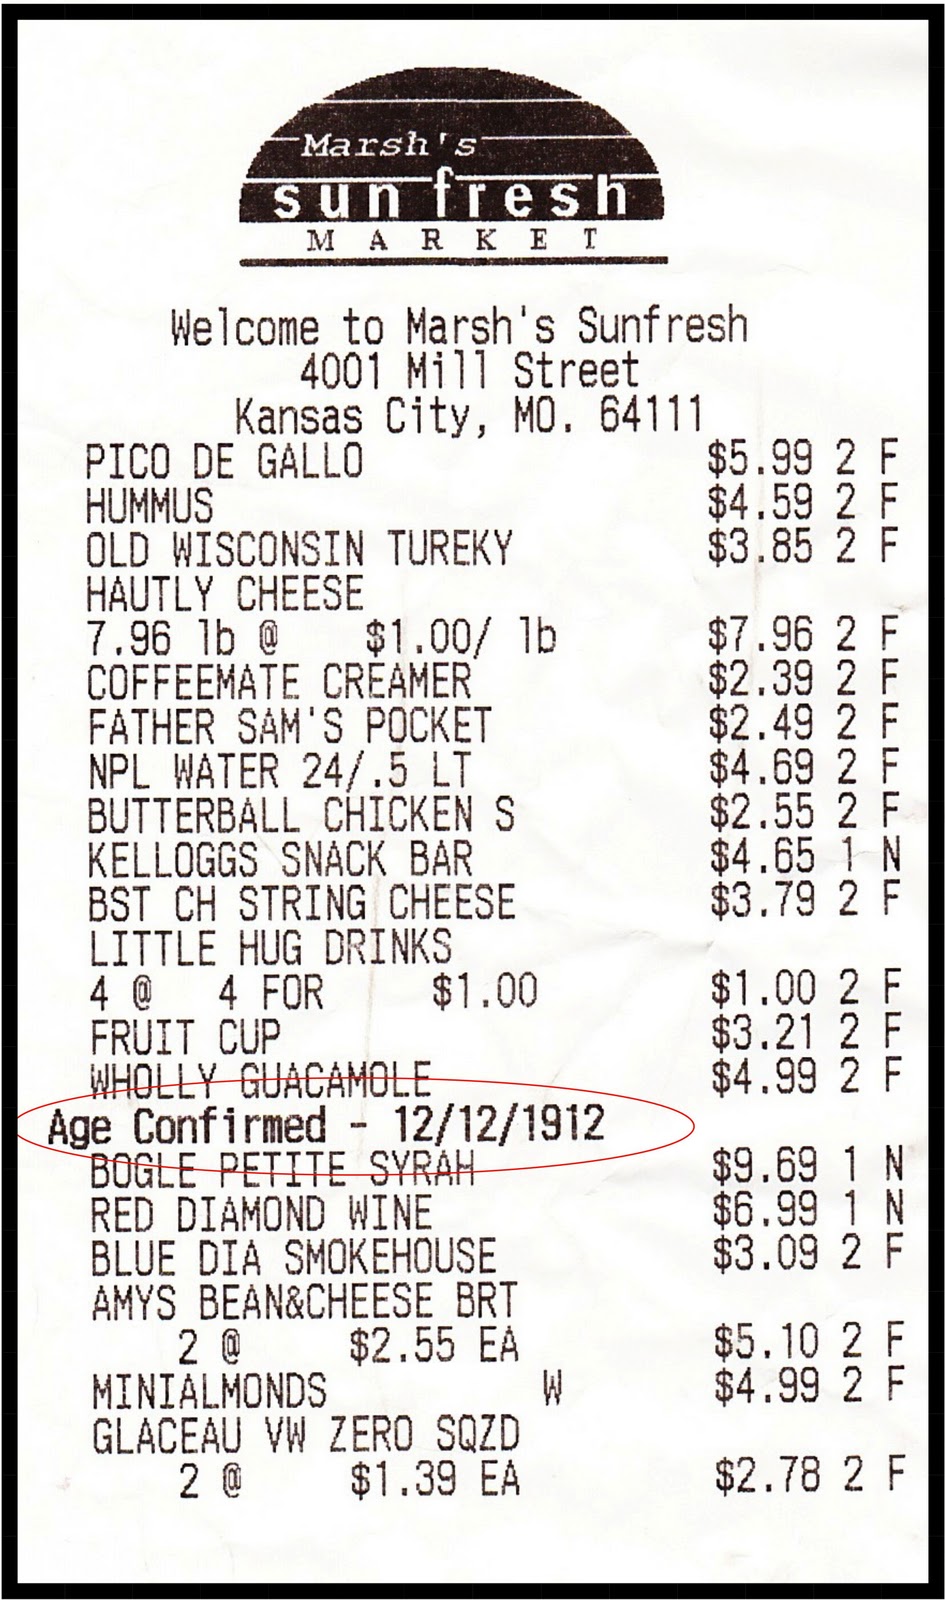 Marsh's
sun fresh
MARKET
Welcome to Marsh's Sunfresh
4001 Mill Street
Kansas City, MO. 64111
PICO DE GALLO $5.99 2 F
HUMMUS $4.59 2 F
OLD WISCONSIN TUREKY $3.85 2 F
HAUTLY CHEESE
7.96 lb @ $1.00/ lb $7.96 2 F
COFFEEMATE CREAMER $2.39 2 F
FATHER SAM'S POCKET $2.49 2 F
NPL WATER 24/.5 LT $4.69 2 F
BUTTERBALL CHICKEN S $2.55 2 F
KELLOGGS SNACK BAR $4.65 1 N
BST CH STRING CHEESE $3.79 2 F
LITTLE HUG DRINKS
4 @ 4 FOR $1.00 $1.00 2 F
FRUIT CUP $3.21 2 F
WHOLLY GUACAMOLE $4.99 2 F
Age Confirmed - 12/12/1912
BOGLE PETITE SYRAH $9.69 1 N
RED DIAMOND WINE $6.99 1 N
BLUE DIA SMOKEHOUSE $3.09 2 F
AMYS BEAN&CHEESE BRT
2 @ $2.55 EA $5.10 2 F
MINIALMONDS W $4.99 2 F
GLACEAU VW ZERO SQZD
2 @ $1.39 EA $2.78 2 F